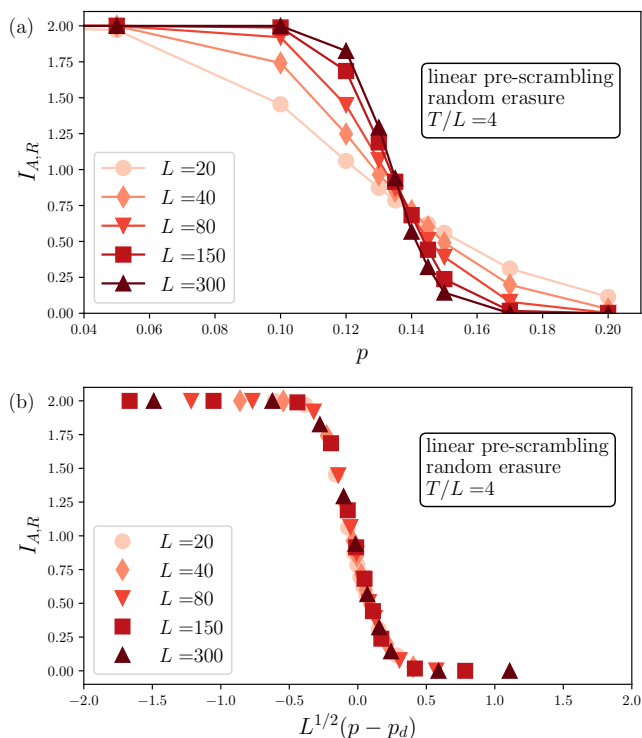 (a)
2.00
1.75
1.50
1.25
1.00
0.75
0.50
0.25
0.00
I_{A,R}
linear pre-scrambling
random erasure
T/L =4
L =20
L =40
L =80
L =150
L =300
0.04 0.06 0.08 0.10 0.12 0.14 0.16 0.18 0.20
p
(b)
2.00
1.75
1.50
1.25
1.00
0.75
0.50
0.25
0.00
I_{A,R}
linear pre-scrambling
random erasure
T/L =4
L =20
L =40
L =80
L =150
L =300
−2.0 −1.5 −1.0 −0.5 0.0 0.5 1.0 1.5 2.0
L^{1/2}(p − p_d)